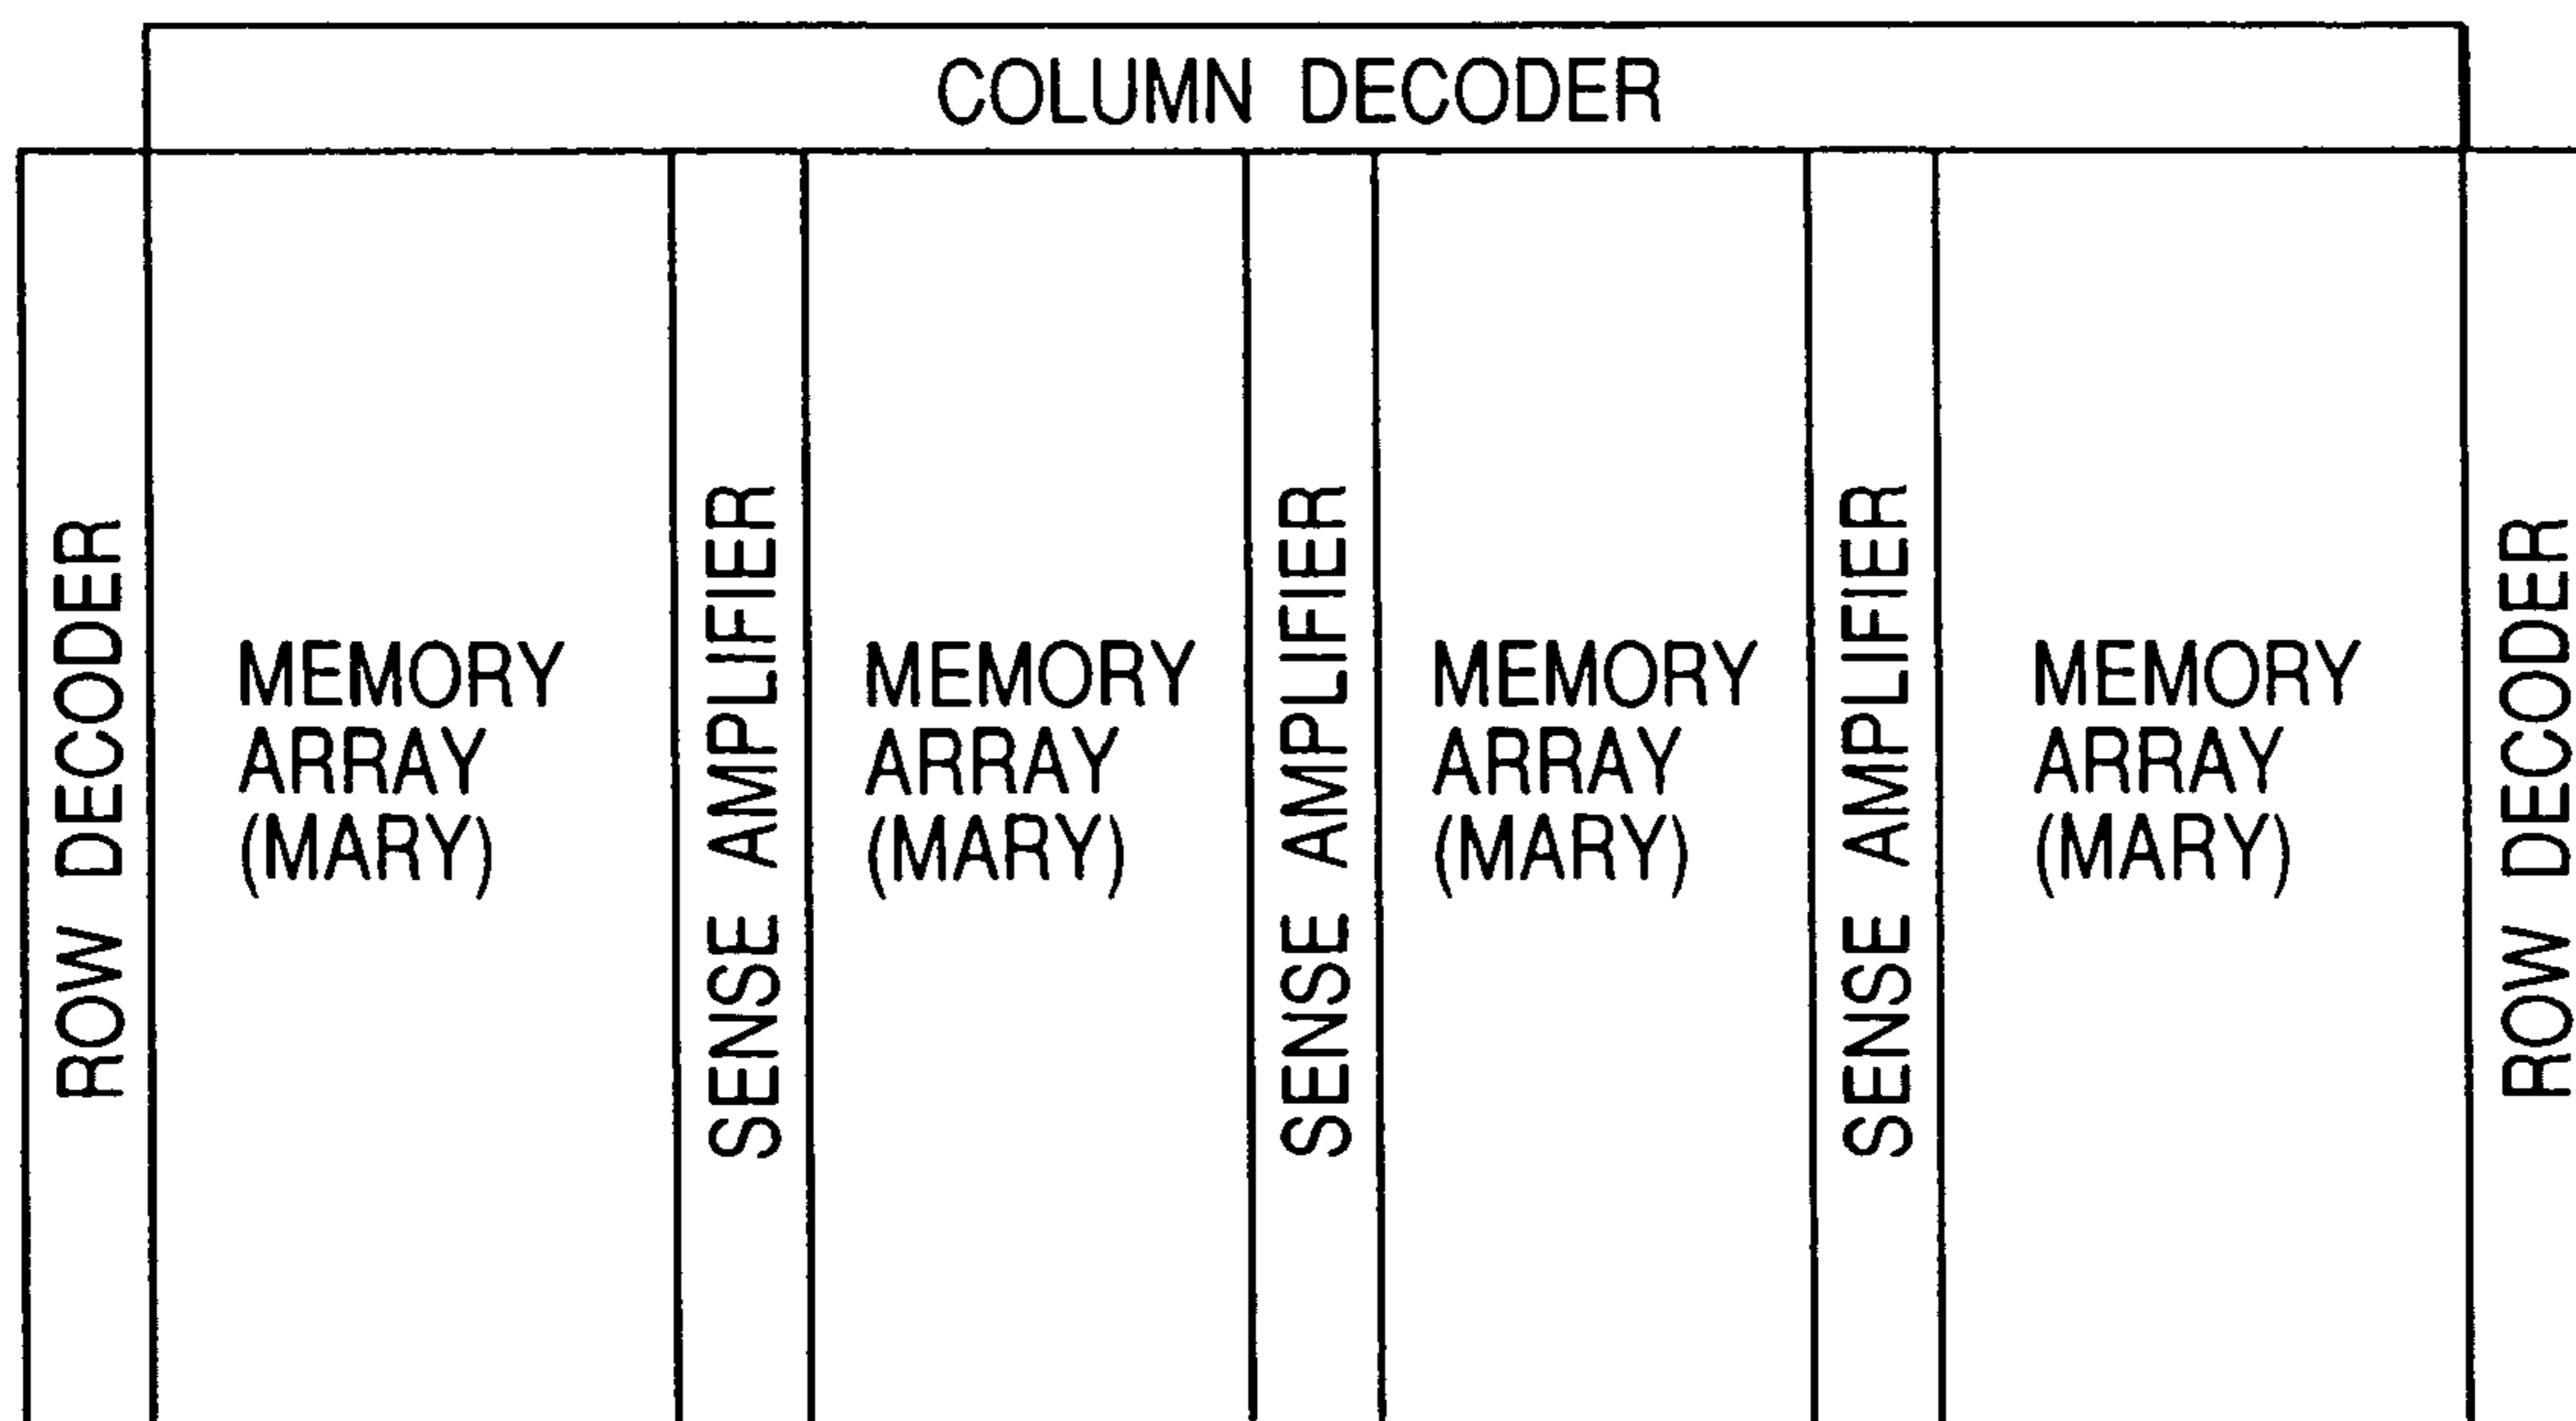 COLUMN DECODER
ROW DECODER
MEMORY
ARRAY
(MARY)
SENSE AMPLIFIER
MEMORY
ARRAY
(MARY)
SENSE AMPLIFIER
MEMORY
ARRAY
(MARY)
SENSE AMPLIFIER
MEMORY
ARRAY
(MARY)
ROW DECODER